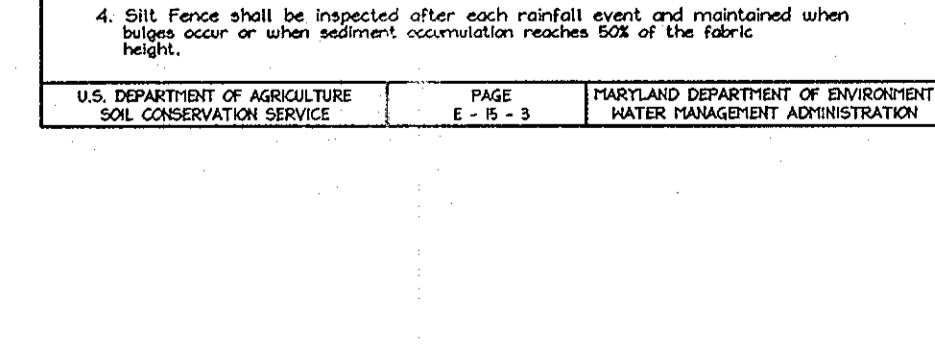 4. Silt Fence shall be inspected after each rainfall event and maintained when
bulges occur or when sediment accumulation reaches 50% of the fabric
height.
U.S. DEPARTMENT OF AGRICULTURE
SOIL CONSERVATION SERVICE
PAGE
E - 15 - 3
MARYLAND DEPARTMENT OF ENVIRONMENT
WATER MANAGEMENT ADMINISTRATION